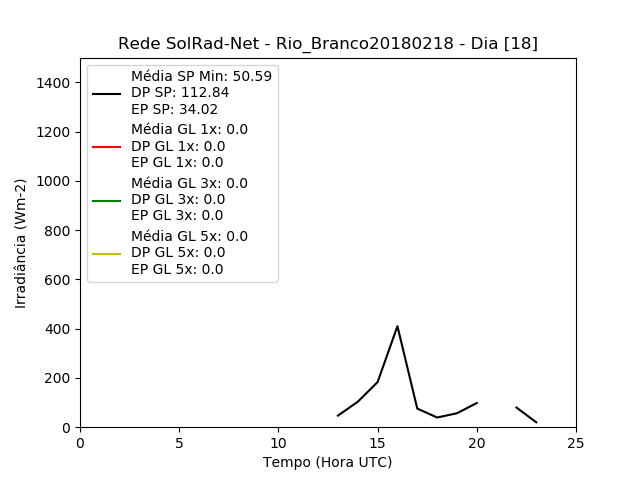 Rede SolRad-Net - Rio_Branco20180218 - Dia [18]
Média SP Min: 50.59
DP SP: 112.84
EP SP: 34.02
Média GL 1x: 0.0
DP GL 1x: 0.0
EP GL 1x: 0.0
Média GL 3x: 0.0
DP GL 3x: 0.0
EP GL 3x: 0.0
Média GL 5x: 0.0
DP GL 5x: 0.0
EP GL 5x: 0.0
Irradiância (Wm-2)
1400
1200
1000
800
600
400
200
0
0 5 10 15 20 25
Tempo (Hora UTC)